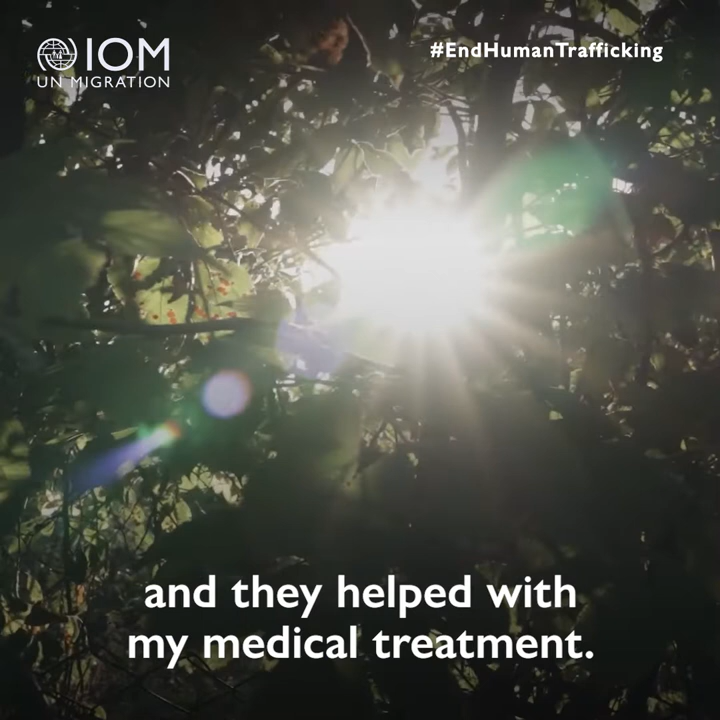 IOM
UN MIGRATION
#EndHumanTrafficking
and they helped with
my medical treatment.